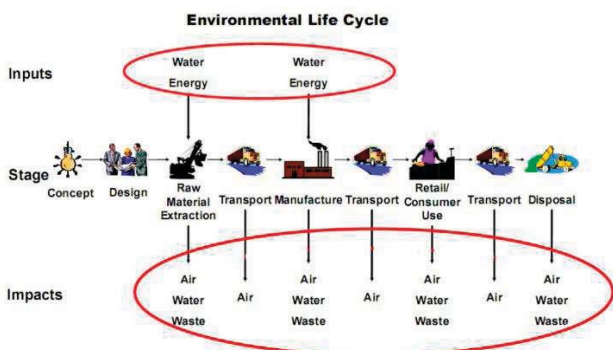 Environmental Life Cycle
Inputs
Water Water
Energy Energy
Stage
Concept Design Raw Material Extraction Transport Manufacture Transport Retail/ Consumer Use Transport Disposal
Impacts
Air Air Air Air Air Air Air
Water Water Water Water
Waste Waste Waste Waste